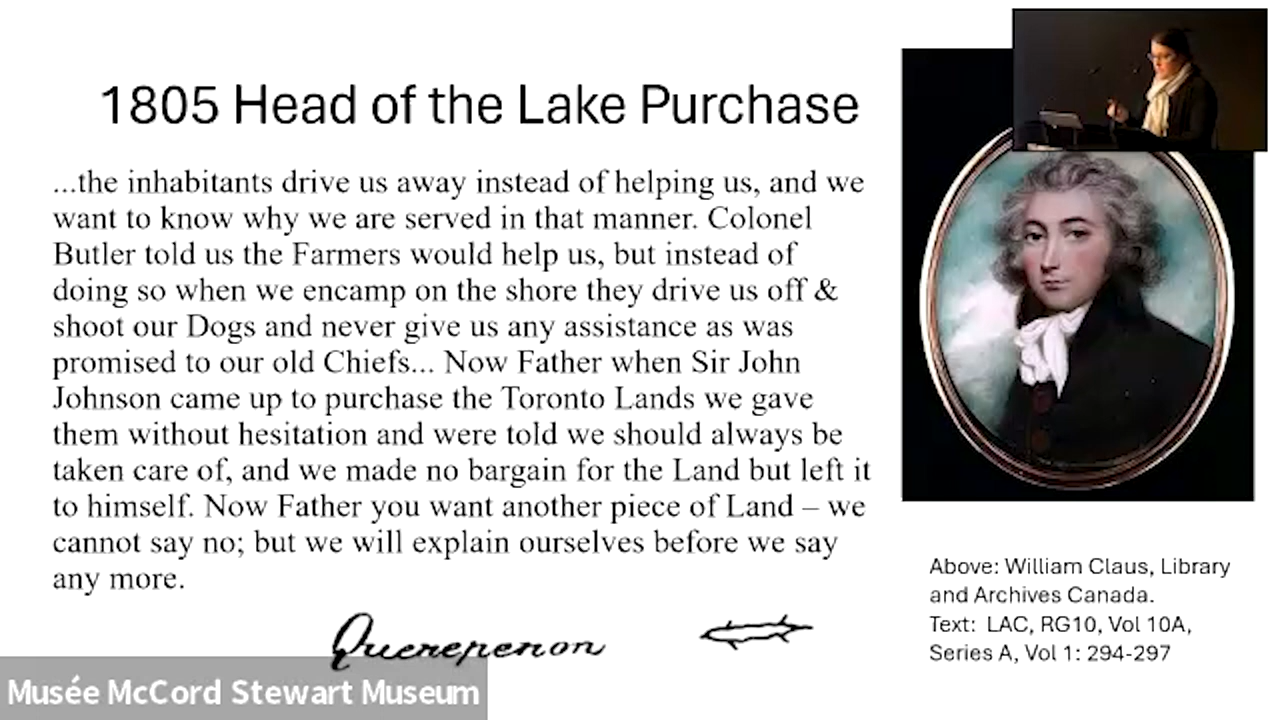 1805 Head of the Lake Purchase
...the inhabitants drive us away instead of helping us, and we
want to know why we are served in that manner. Colonel
Butler told us the Farmers would help us, but instead of
doing so when we encamp on the shore they drive us off &
shoot our Dogs and never give us any assistance as was
promised to our old Chiefs... Now Father when Sir John
Johnson came up to purchase the Toronto Lands we gave
them without hesitation and were told we should always be
taken care of, and we made no bargain for the Land but left it
to himself. Now Father you want another piece of Land – we
cannot say no; but we will explain ourselves before we say
any more.
Quenepenon
Above: William Claus, Library
and Archives Canada.
Text: LAC, RG10, Vol 10A,
Series A, Vol 1: 294-297
Musée McCord Stewart Museum